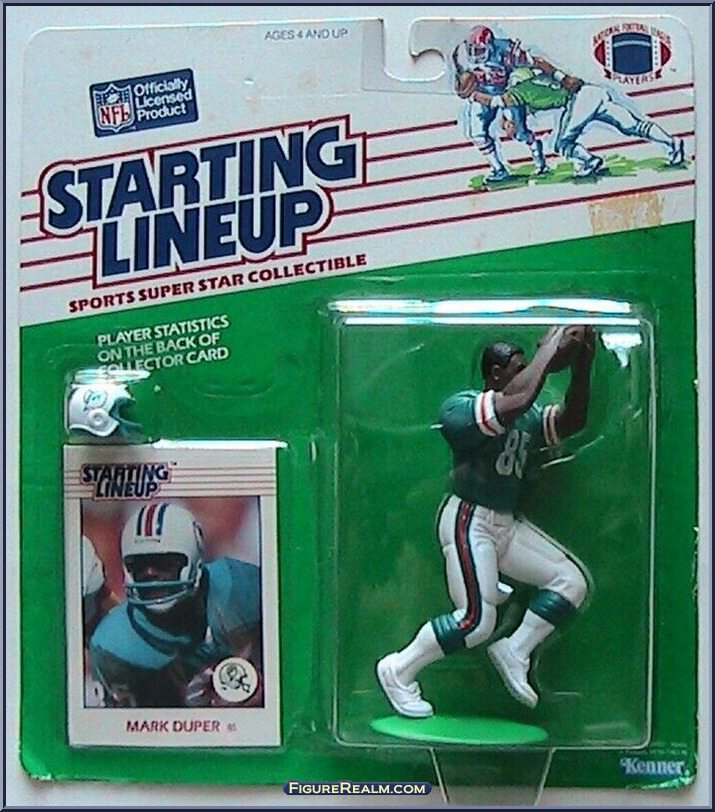 AGES 4 AND UP
NATIONAL FOOTBALL LEAGUE
PLAYERS
NFL
Officially
Licensed
Product
STARTING
LINEUP
SPORTS SUPER STAR COLLECTIBLE
PLAYER STATISTICS
ON THE BACK OF
COLLECTOR CARD
STARTING
LINEUP
85
MARK DUPER 85
Kenner
FIGUREREALM.COM